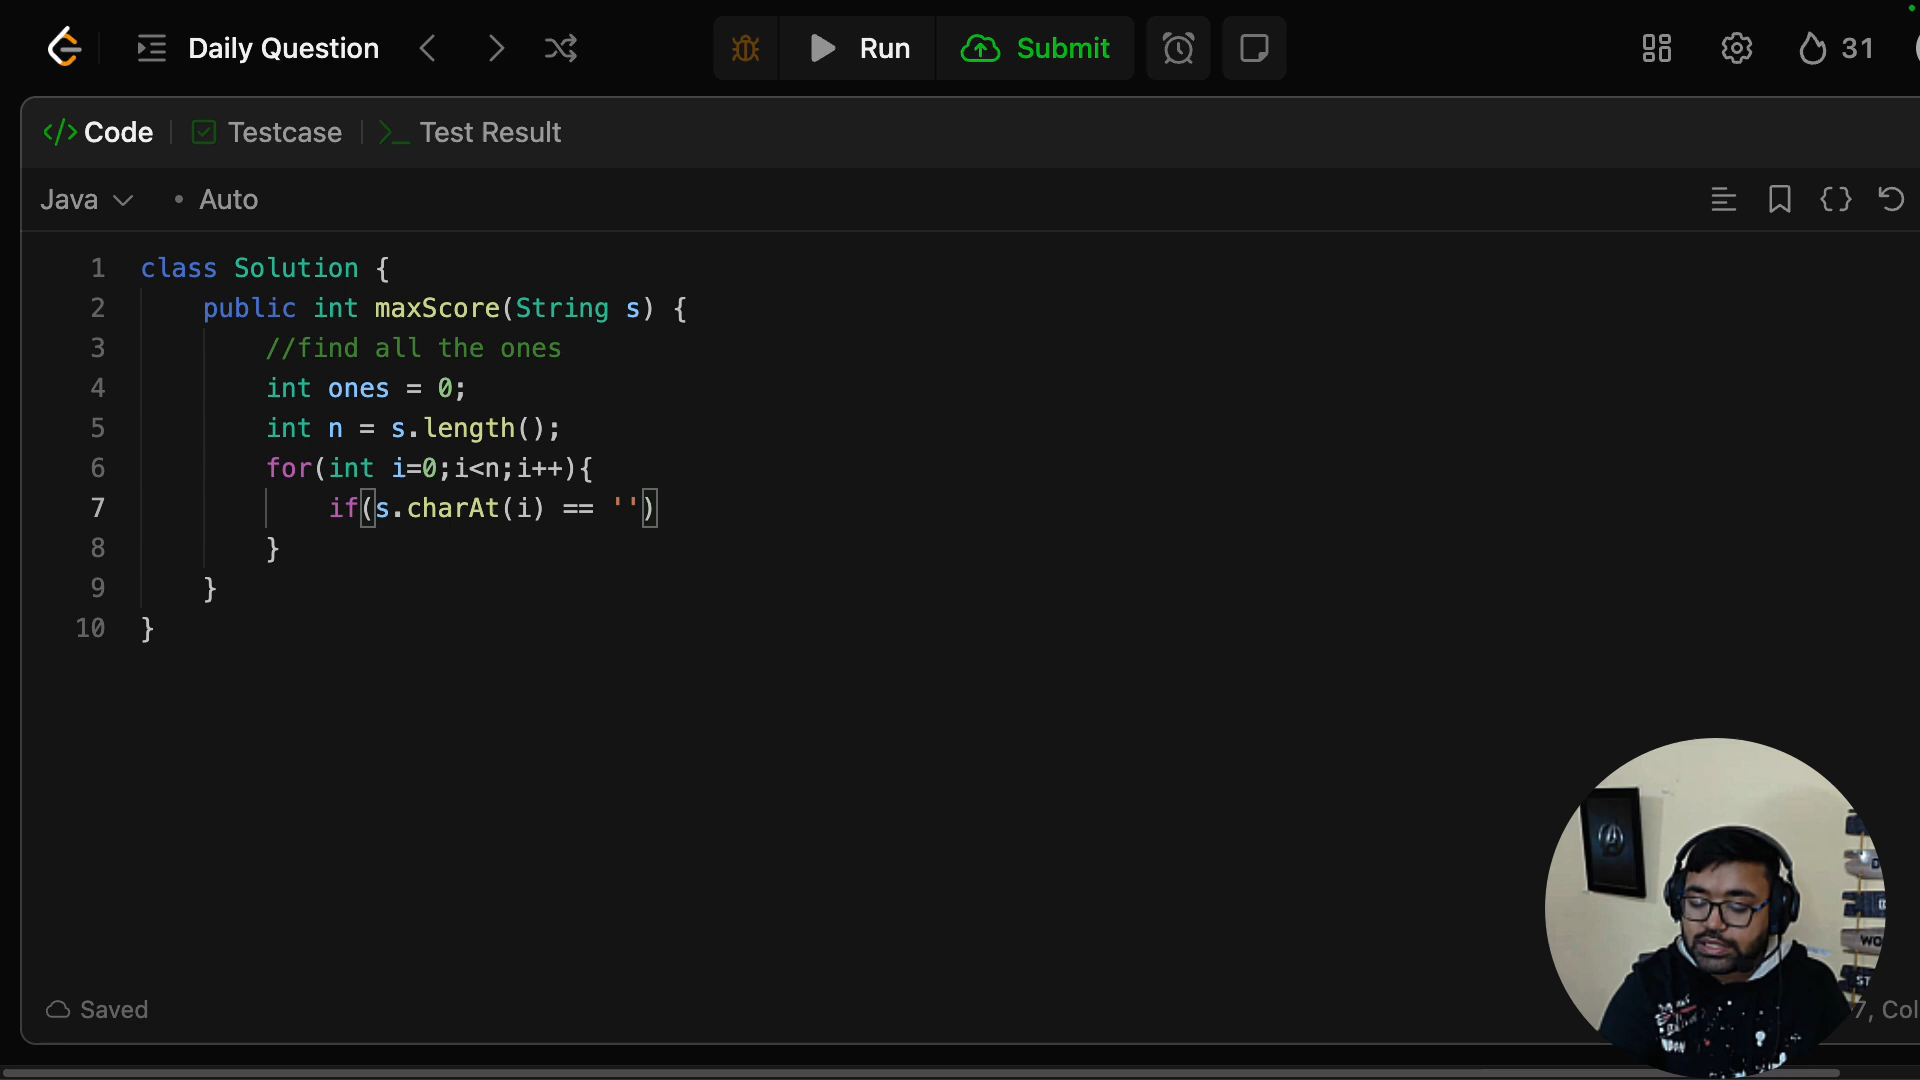 Daily Question
Run
Submit
31
</> Code
Testcase
>_ Test Result
Java
• Auto
1 class Solution {
2 public int maxScore(String s) {
3 //find all the ones
4 int ones = 0;
5 int n = s.length();
6 for(int i=0;i<n;i++){
7 if(s.charAt(i) == '')
8 }
9 }
10 }
Saved
7, Col